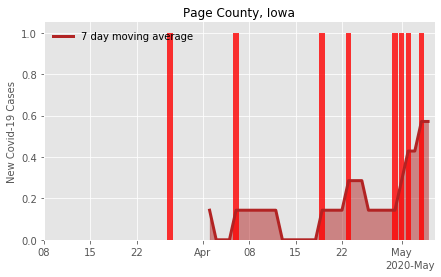 Page County, Iowa
7 day moving average
New Covid-19 Cases
1.0
0.8
0.6
0.4
0.2
0.0
08 15 22 Apr 08 15 22 May
2020-May